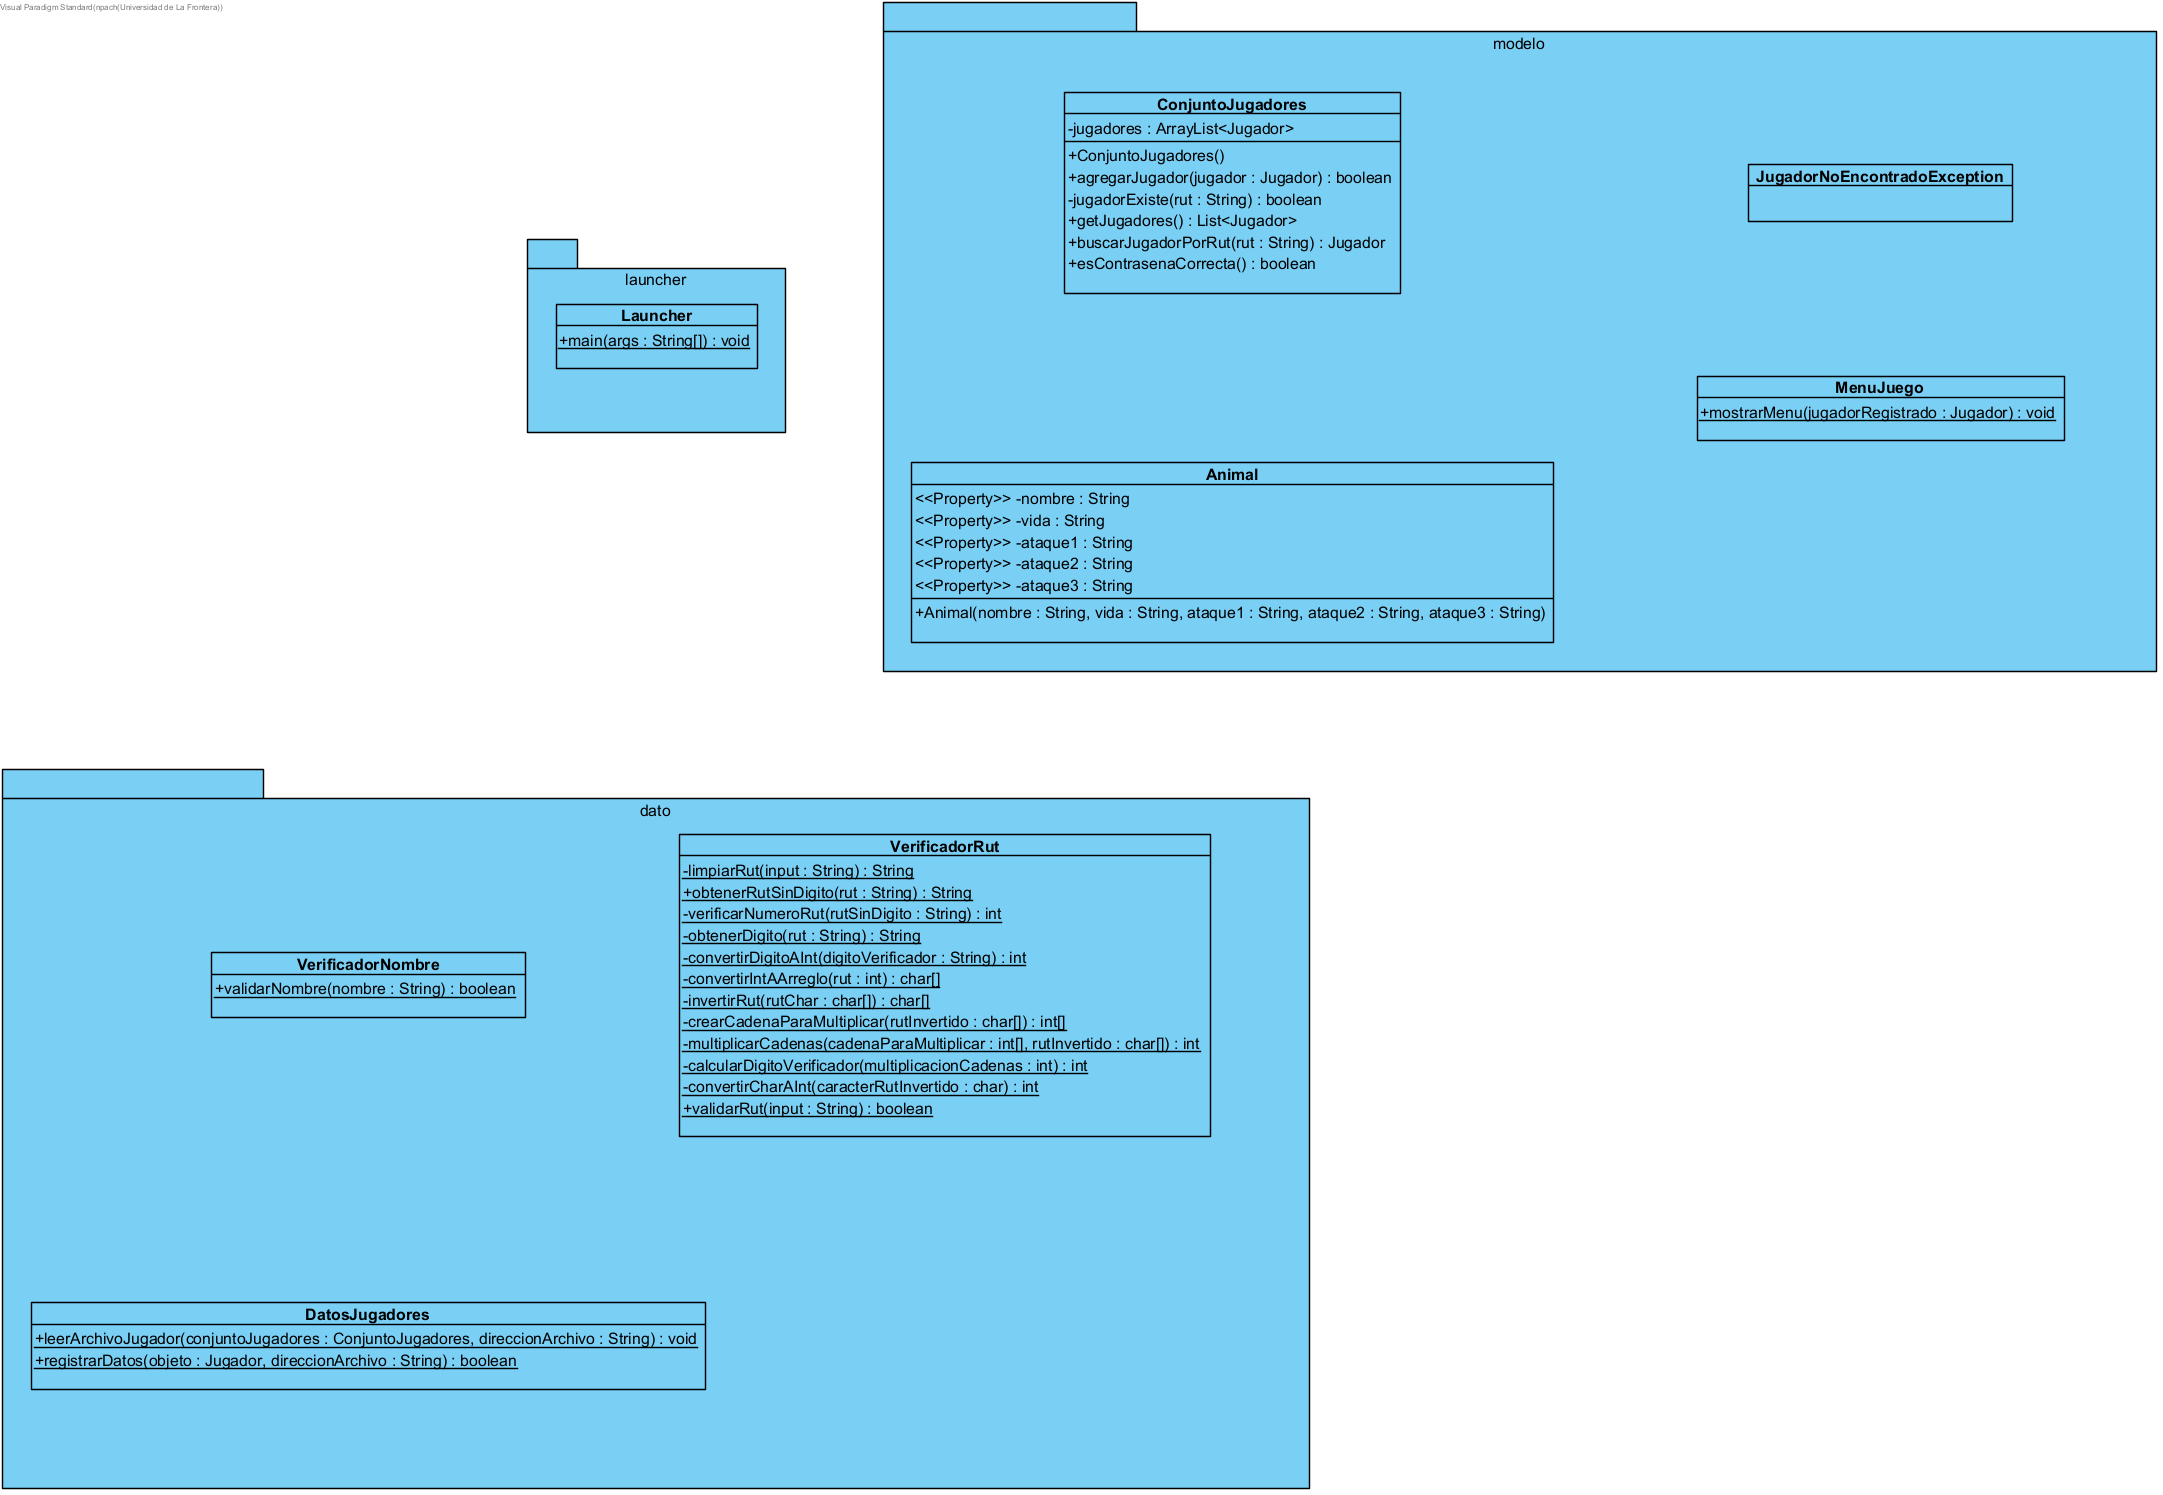 Visual Paradigm Standard(npach(Universidad de La Frontera))
modelo
ConjuntoJugadores
-jugadores : ArrayList<Jugador>
+ConjuntoJugadores()
+agregarJugador(jugador : Jugador) : boolean
-jugadorExiste(rut : String) : boolean
+getJugadores() : List<Jugador>
+buscarJugadorPorRut(rut : String) : Jugador
+esContrasenaCorrecta() : boolean
JugadorNoEncontradoException
launcher
Launcher
+main(args : String[]) : void
MenuJuego
+mostrarMenu(jugadorRegistrado : Jugador) : void
Animal
<<Property>> -nombre : String
<<Property>> -vida : String
<<Property>> -ataque1 : String
<<Property>> -ataque2 : String
<<Property>> -ataque3 : String
+Animal(nombre : String, vida : String, ataque1 : String, ataque2 : String, ataque3 : String)
dato
VerificadorRut
-limpiarRut(input : String) : String
+obtenerRutSinDigito(rut : String) : String
-verificarNumeroRut(rutSinDigito : String) : int
-obtenerDigito(rut : String) : String
-convertirDigitoAInt(digitoVerificador : String) : int
-convertirIntAArreglo(rut : int) : char[]
-invertirRut(rutChar : char[]) : char[]
-crearCadenaParaMultiplicar(rutInvertido : char[]) : int[]
-multiplicarCadenas(cadenaParaMultiplicar : int[], rutInvertido : char[]) : int
-calcularDigitoVerificador(multiplicacionCadenas : int) : int
-convertirCharAInt(caracterRutInvertido : char) : int
+validarRut(input : String) : boolean
VerificadorNombre
+validarNombre(nombre : String) : boolean
DatosJugadores
+leerArchivoJugador(conjuntoJugadores : ConjuntoJugadores, direccionArchivo : String) : void
+registrarDatos(objeto : Jugador, direccionArchivo : String) : boolean